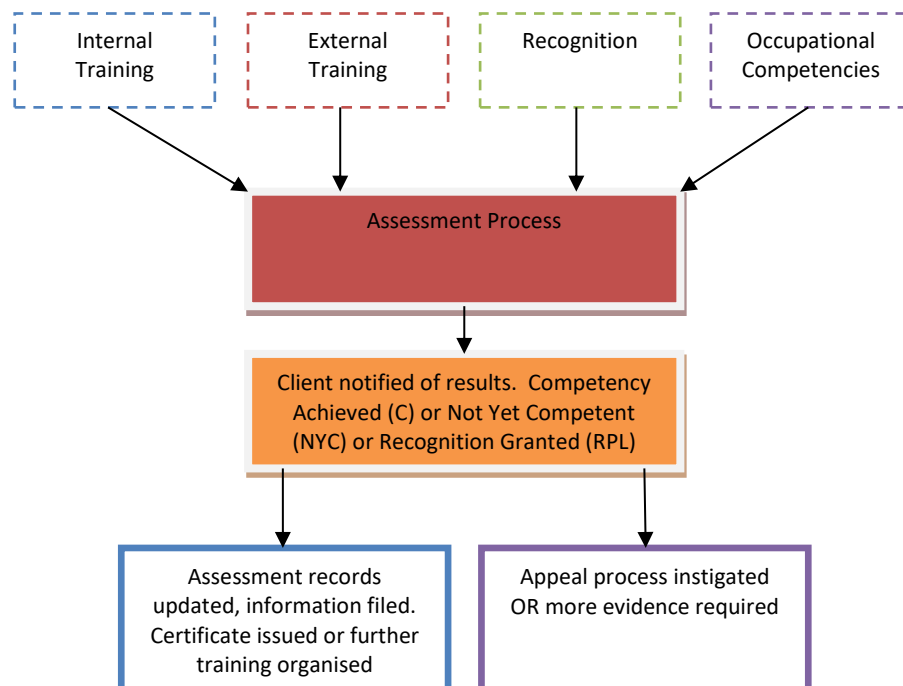 Internal
Training
External
Training
Recognition
Occupational
Competencies
Assessment Process
Client notified of results.  Competency
Achieved (C) or Not Yet Competent
(NYC) or Recognition Granted (RPL)
Assessment records
updated, information filed.
Certificate issued or further
training organised
Appeal process instigated
OR more evidence required